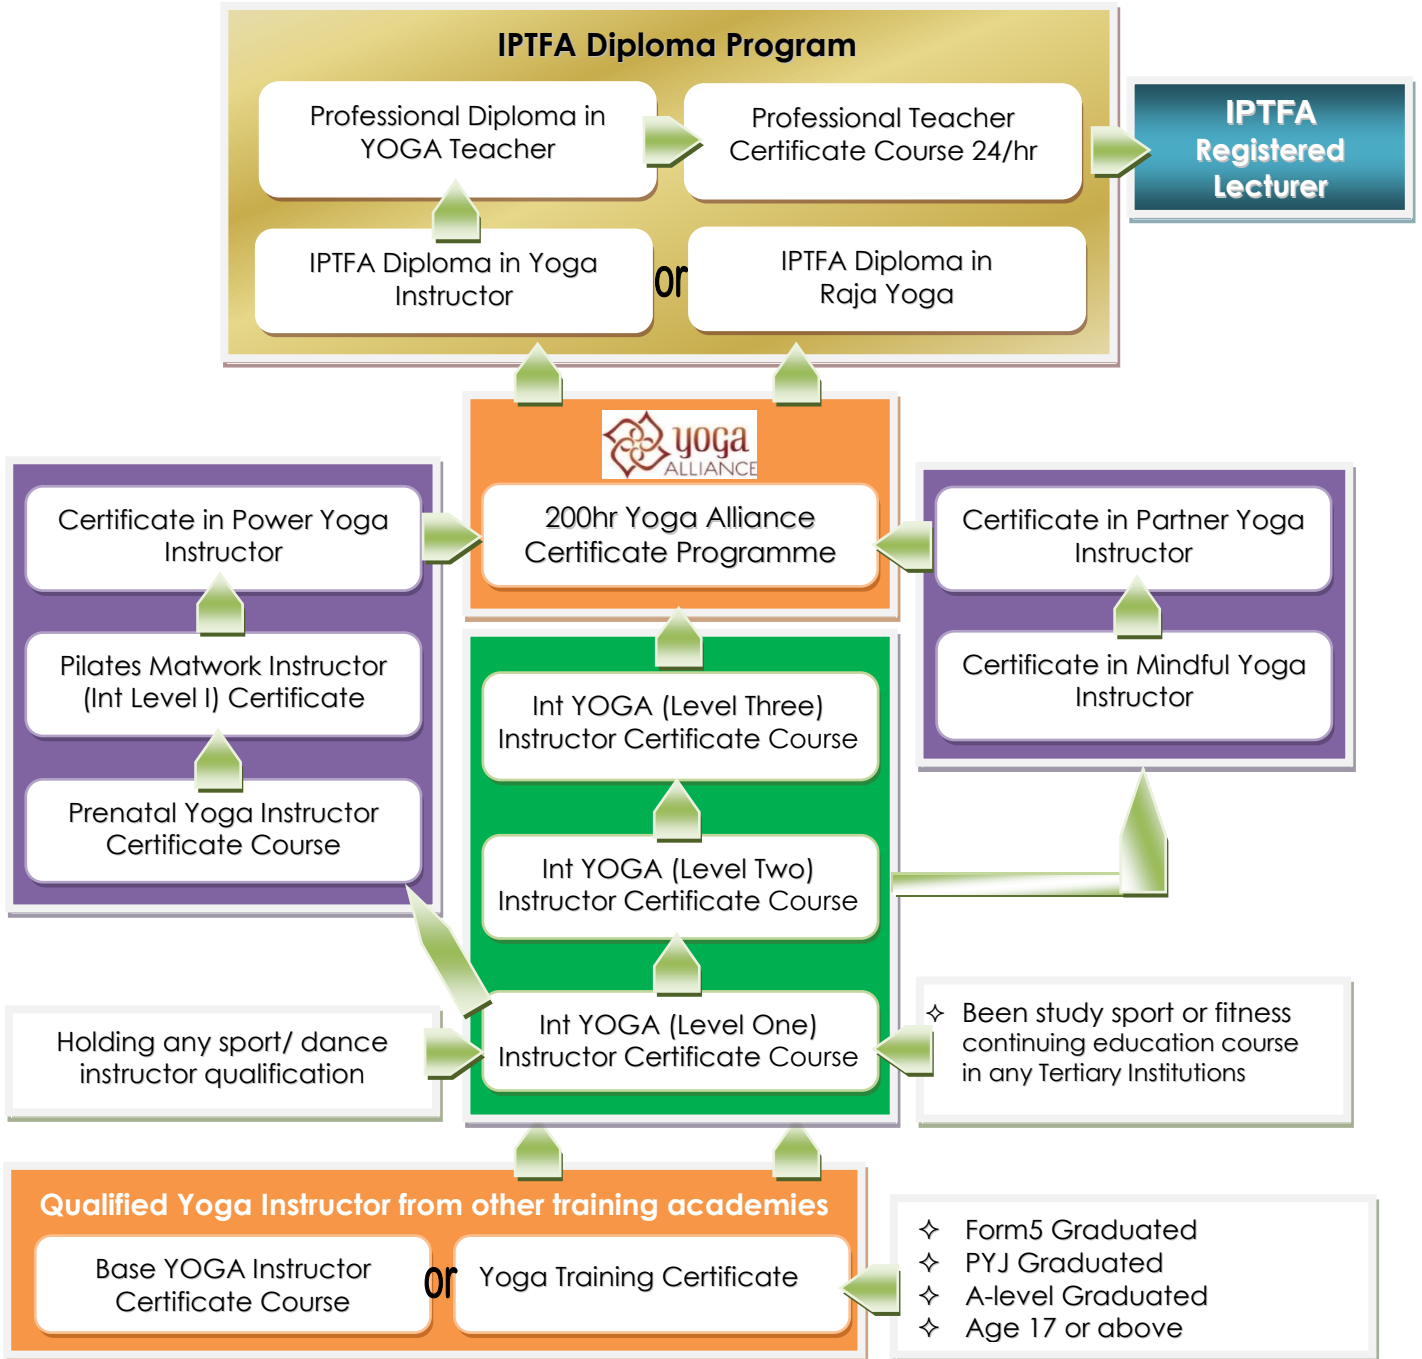 IPTFA Diploma Program
Professional Diploma in
YOGA Teacher
Professional Teacher
Certificate Course 24/hr
IPTFA
Registered
Lecturer
IPTFA Diploma in Yoga
Instructor
or
IPTFA Diploma in
Raja Yoga
yoga
ALLIANCE
200hr Yoga Alliance
Certificate Programme
Certificate in Power Yoga
Instructor
Pilates Matwork Instructor
(Int Level I) Certificate
Prenatal Yoga Instructor
Certificate Course
Certificate in Partner Yoga
Instructor
Certificate in Mindful Yoga
Instructor
Int YOGA (Level Three)
Instructor Certificate Course
Int YOGA (Level Two)
Instructor Certificate Course
Int YOGA (Level One)
Instructor Certificate Course
Holding any sport/ dance
instructor qualification
✧ Been study sport or fitness
continuing education course
in any Tertiary Institutions
Qualified Yoga Instructor from other training academies
Base YOGA Instructor
Certificate Course
or
Yoga Training Certificate
✧ Form5 Graduated
✧ PYJ Graduated
✧ A-level Graduated
✧ Age 17 or above